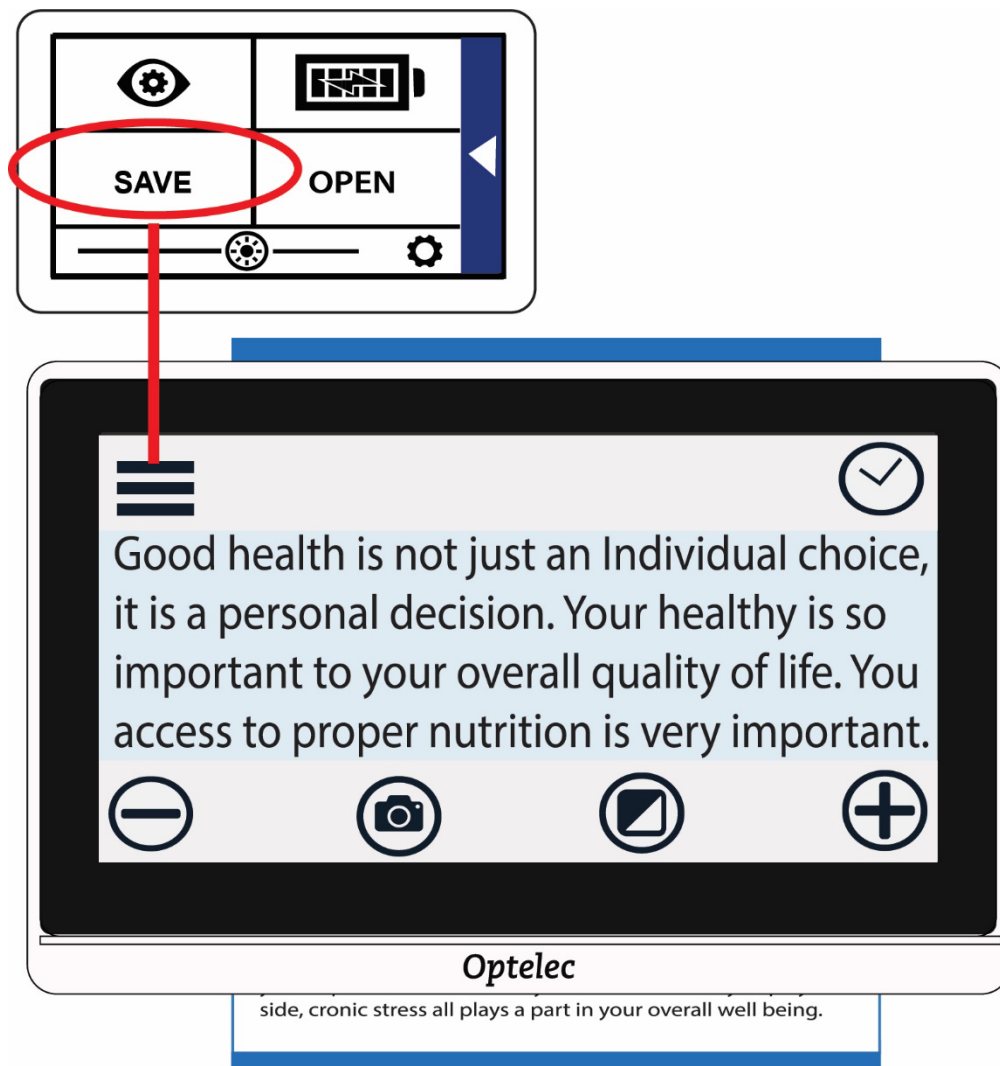 SAVE
OPEN
Good health is not just an Individual choice,
it is a personal decision. Your healthy is so
important to your overall quality of life. You
access to proper nutrition is very important.
Optelec
side, cronic stress all plays a part in your overall well being.